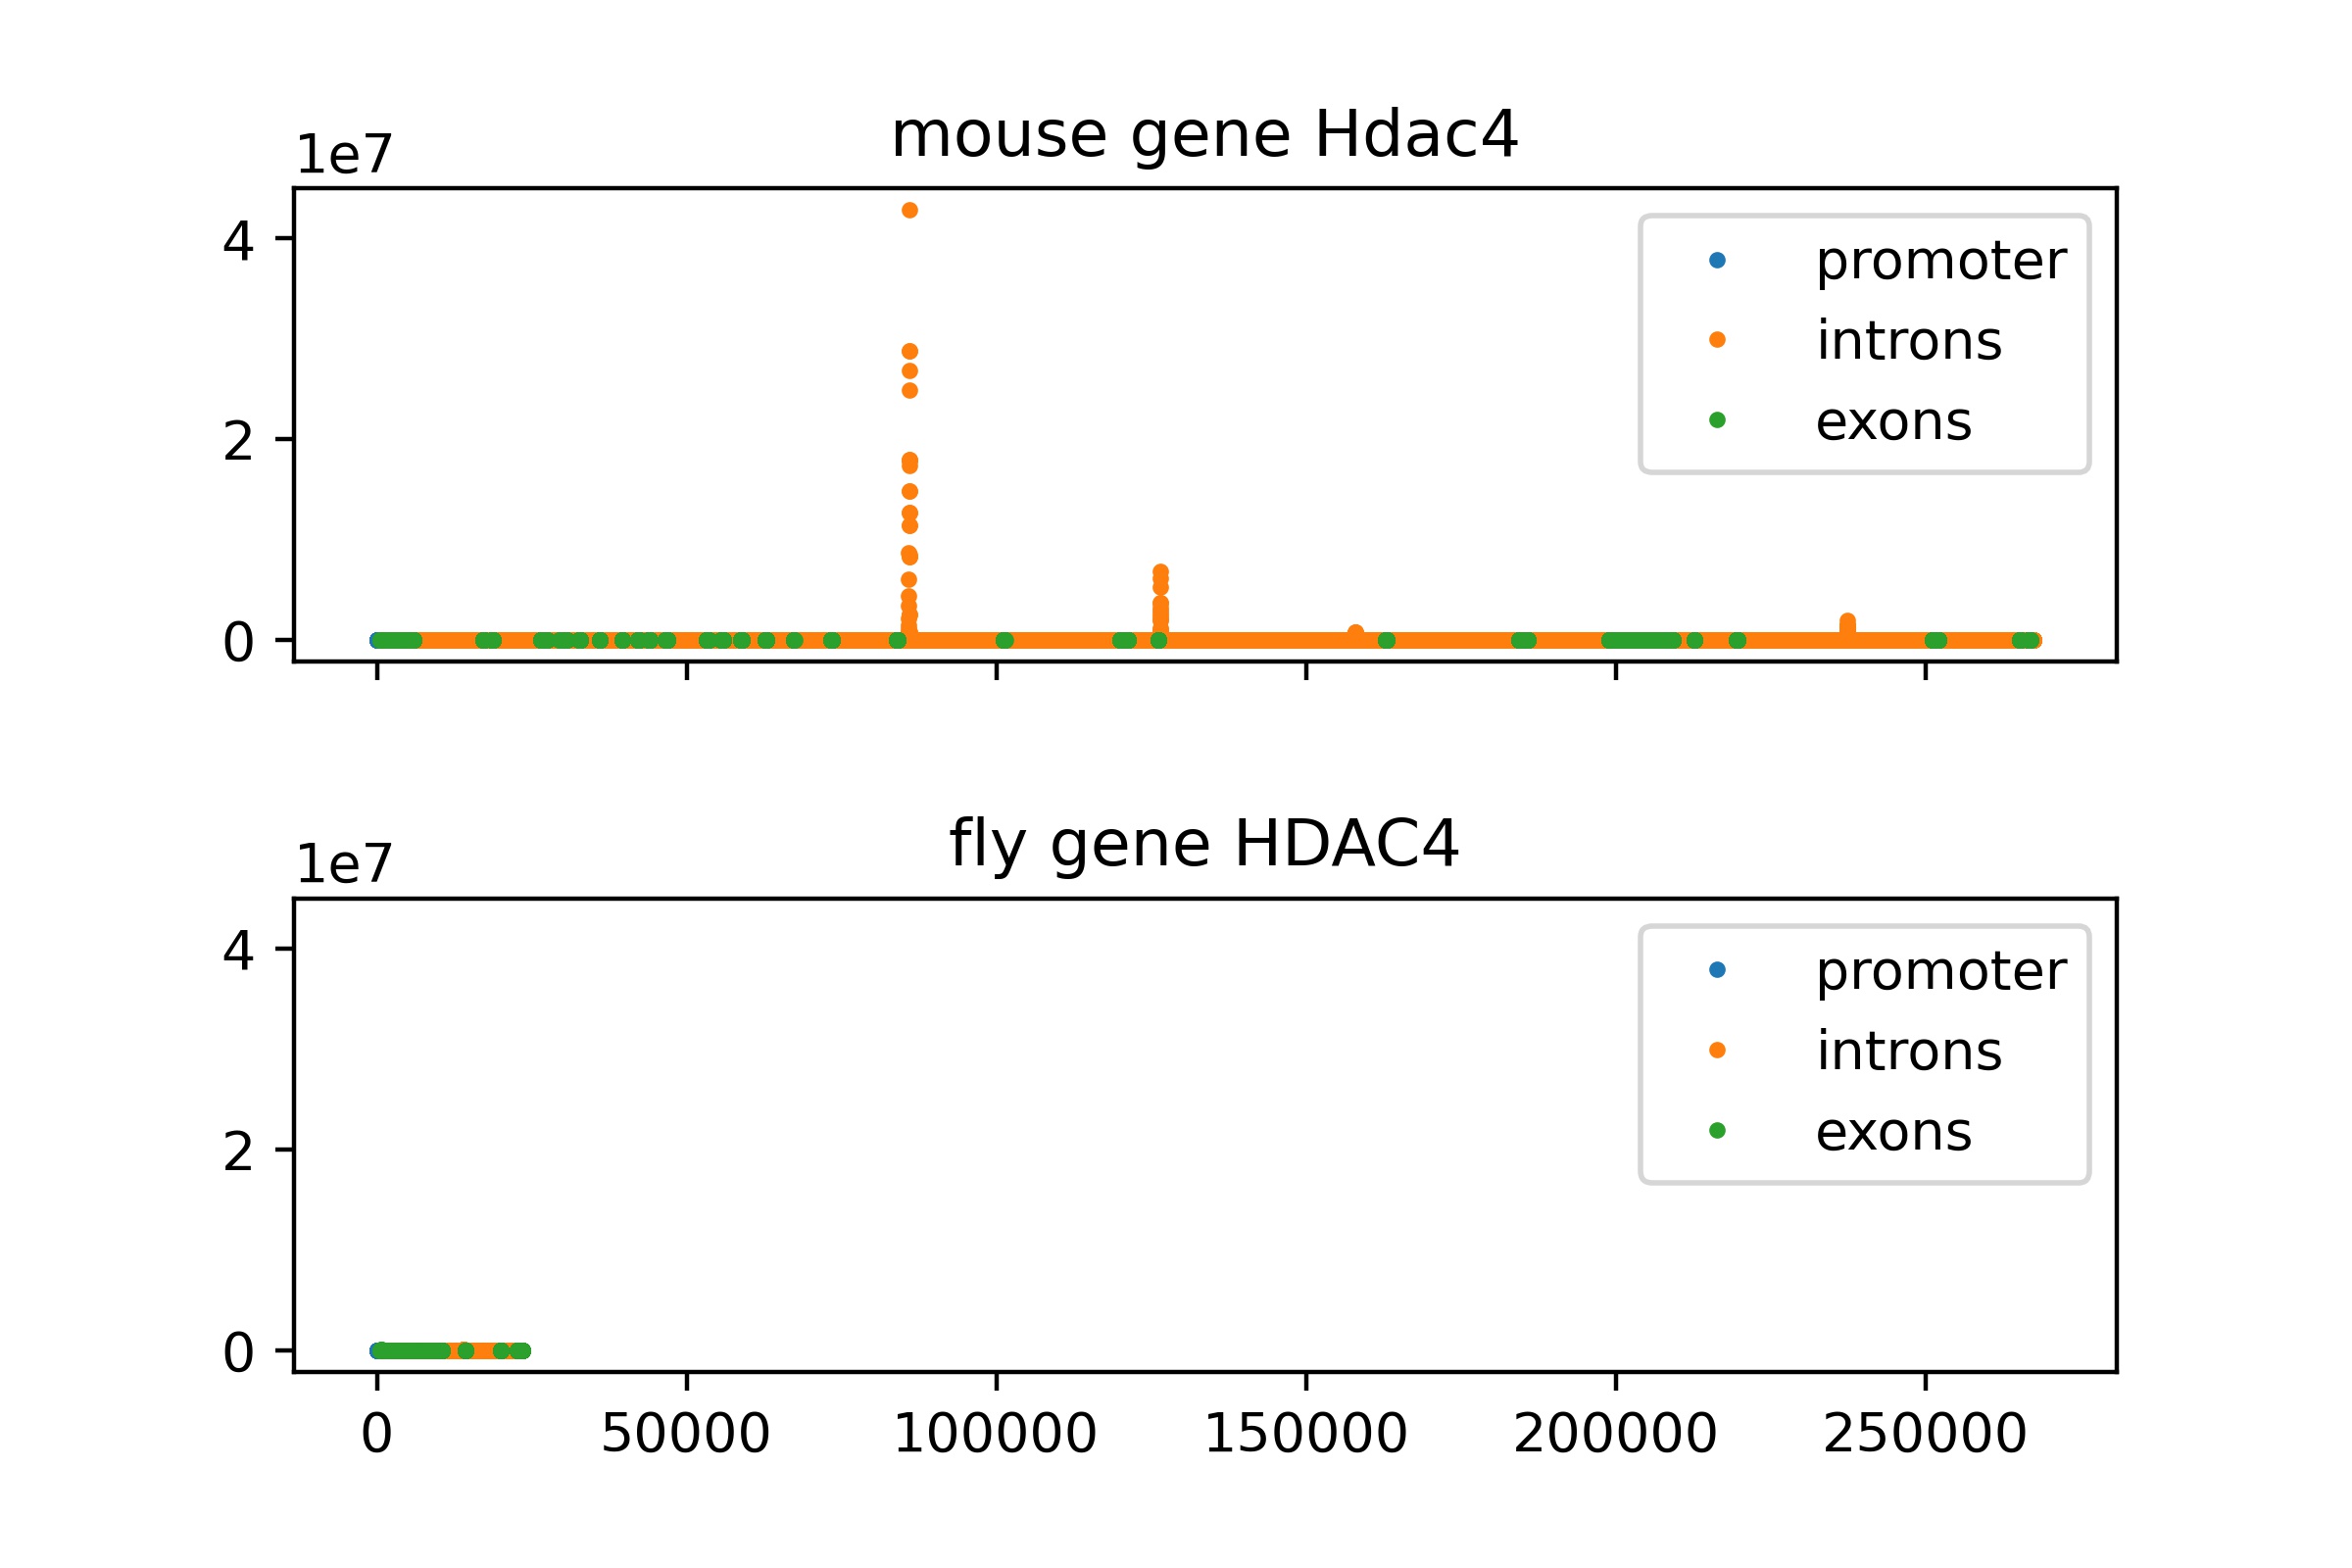 mouse gene Hdac4
1e7
4
2
0
promoter
introns
exons
fly gene HDAC4
1e7
4
2
0
promoter
introns
exons
0 50000 100000 150000 200000 250000